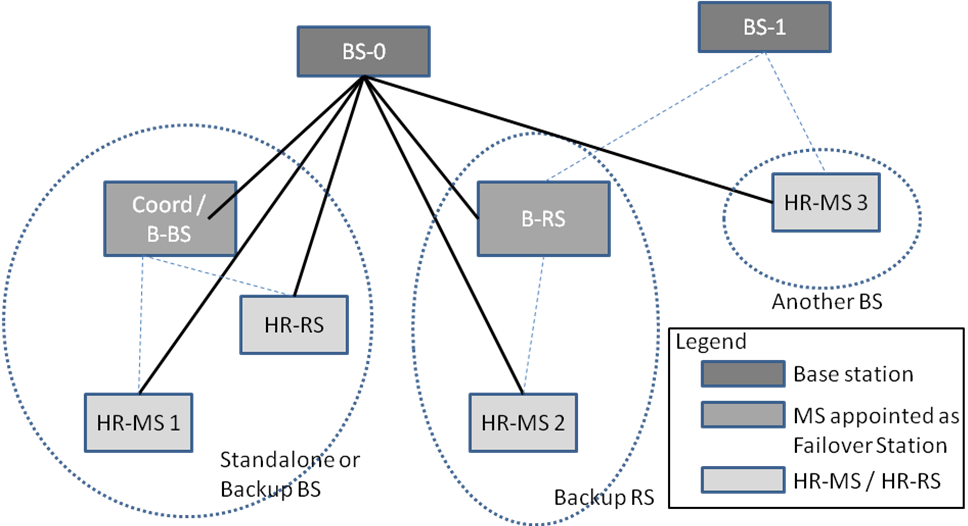 BS-0
BS-1
Coord /
B-BS
B-RS
HR-MS 3
Another BS
HR-RS
HR-MS 1
HR-MS 2
Standalone or
Backup BS
Backup RS
Legend
Base station
MS appointed as
Failover Station
HR-MS / HR-RS